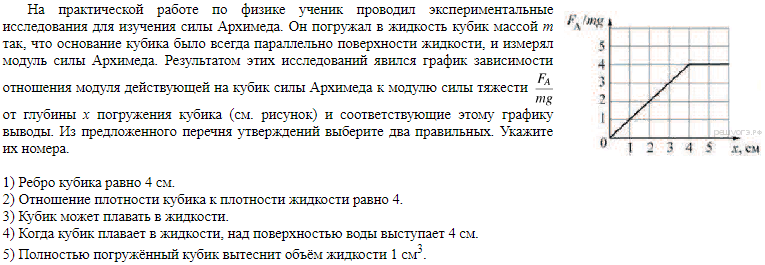 На практической работе по физике ученик проводил экспериментальные
исследования для изучения силы Архимеда. Он погружал в жидкость кубик массой m
так, что основание кубика было всегда параллельно поверхности жидкости, и измерял
модуль силы Архимеда. Результатом этих исследований явился график зависимости
отношения модуля действующей на кубик силы Архимеда к модулю силы тяжести F_A/mg
от глубины x погружения кубика (см. рисунок) и соответствующие этому графику
выводы. Из предложенного перечня утверждений выберите два правильных. Укажите
их номера.
1) Ребро кубика равно 4 см.
2) Отношение плотности кубика к плотности жидкости равно 4.
3) Кубик может плавать в жидкости.
4) Когда кубик плавает в жидкости, над поверхностью воды выступает 4 см.
5) Полностью погружённый кубик вытеснит объём жидкости 1 см³.
F_A/mg
5
4
3
2
1
0
1 2 3 4 5 x, см
решуогэ.рф